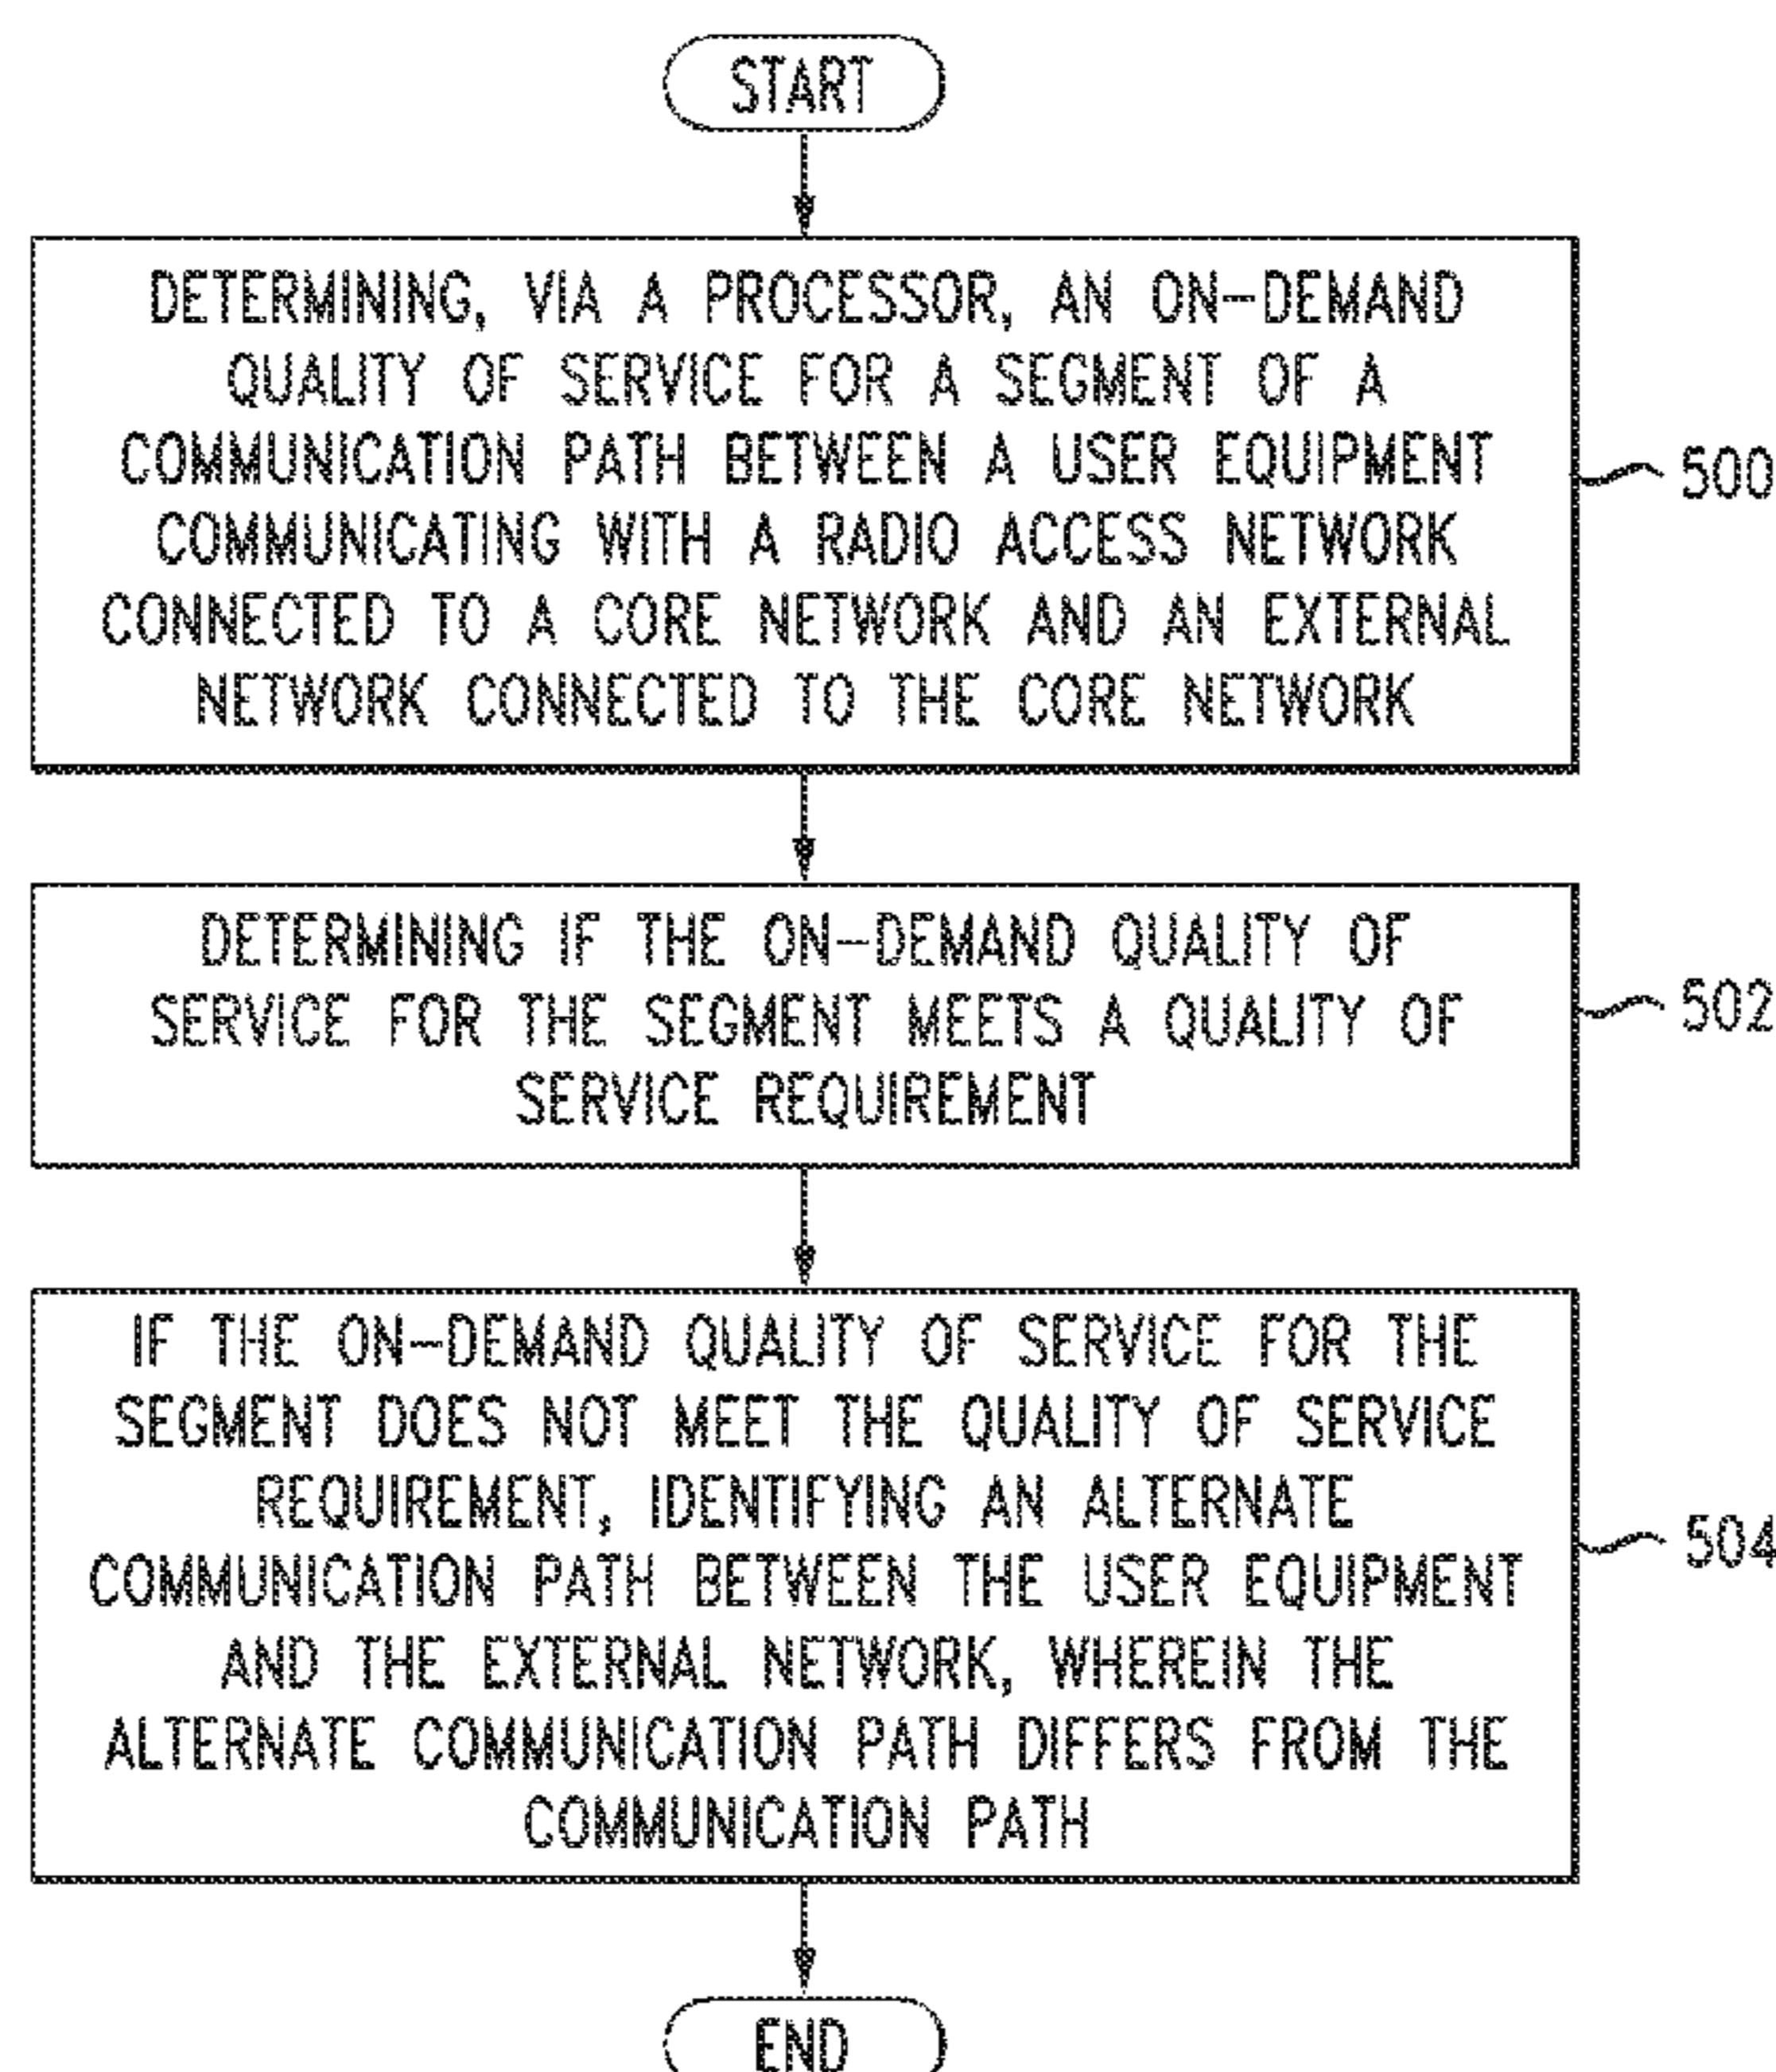 START
DETERMINING, VIA A PROCESSOR, AN ON-DEMAND
QUALITY OF SERVICE FOR A SEGMENT OF A
COMMUNICATION PATH BETWEEN A USER EQUIPMENT
COMMUNICATING WITH A RADIO ACCESS NETWORK
CONNECTED TO A CORE NETWORK AND AN EXTERNAL
NETWORK CONNECTED TO THE CORE NETWORK
500
DETERMINING IF THE ON-DEMAND QUALITY OF
SERVICE FOR THE SEGMENT MEETS A QUALITY OF
SERVICE REQUIREMENT
502
IF THE ON-DEMAND QUALITY OF SERVICE FOR THE
SEGMENT DOES NOT MEET THE QUALITY OF SERVICE
REQUIREMENT, IDENTIFYING AN ALTERNATE
COMMUNICATION PATH BETWEEN THE USER EQUIPMENT
AND THE EXTERNAL NETWORK, WHEREIN THE
ALTERNATE COMMUNICATION PATH DIFFERS FROM THE
COMMUNICATION PATH
504
END